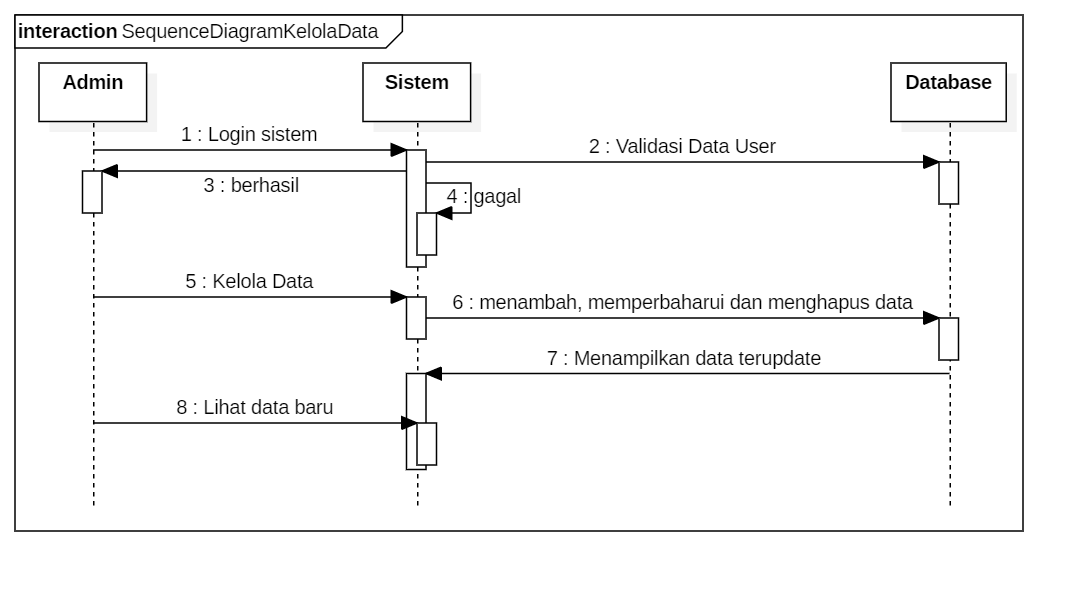 interaction SequenceDiagramKelolaData
Admin
Sistem
Database
1 : Login sistem
2 : Validasi Data User
3 : berhasil
4 : gagal
5 : Kelola Data
6 : menambah, memperbaharui dan menghapus data
7 : Menampilkan data terupdate
8 : Lihat data baru